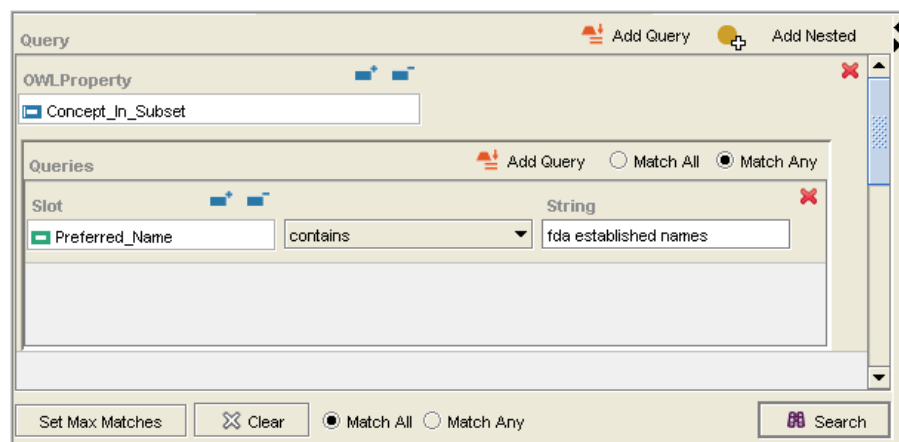 Query Add Query Add Nested
OWLProperty
Concept_In_Subset
Queries Add Query Match All Match Any
Slot String
Preferred_Name contains fda established names
Set Max Matches Clear Match All Match Any Search